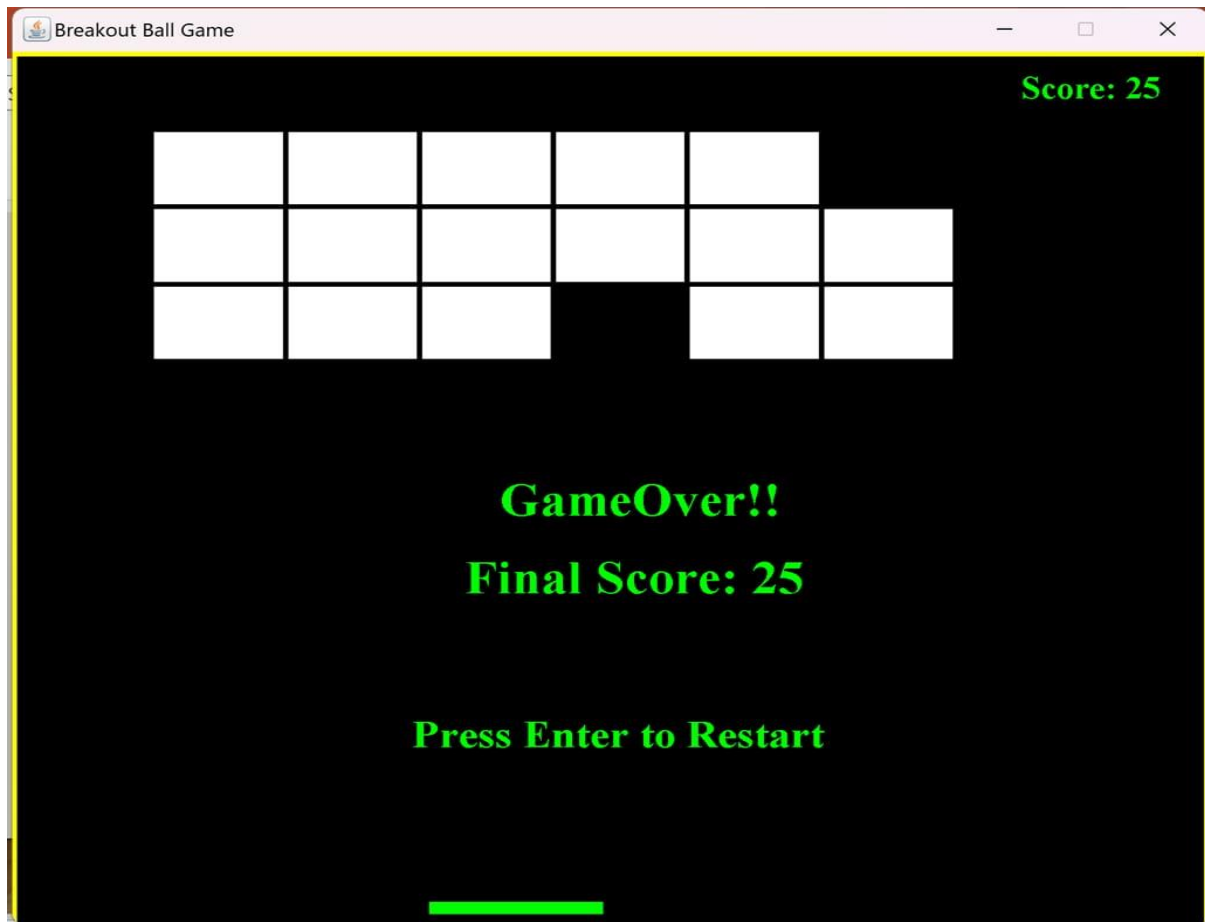 Breakout Ball Game
Score: 25
GameOver!!
Final Score: 25
Press Enter to Restart